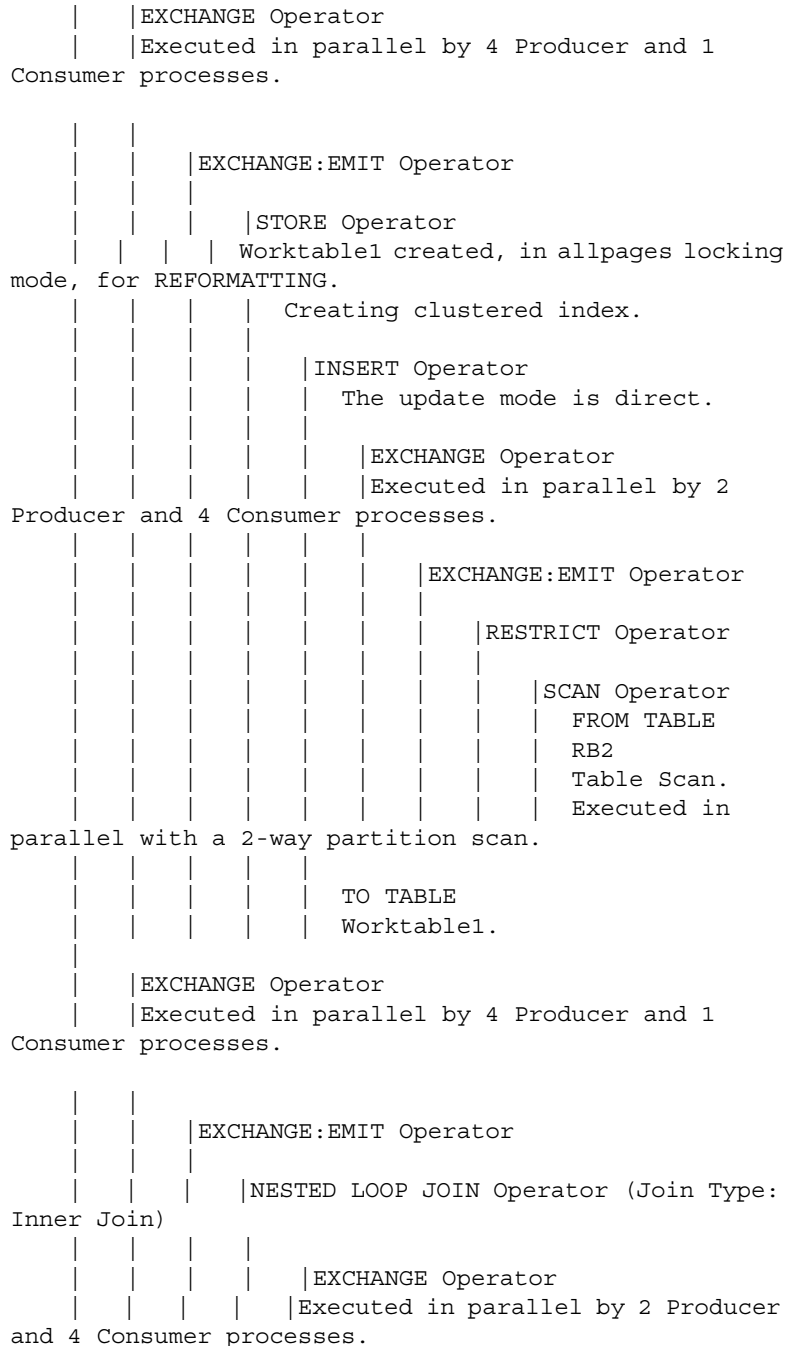 |   |EXCHANGE Operator
|   |Executed in parallel by 4 Producer and 1
Consumer processes.
|   |
|   |   |EXCHANGE:EMIT Operator
|   |   |
|   |   |   |STORE Operator
|   |   |   | Worktable1 created, in allpages locking
mode, for REFORMATTING.
|   |   |   |  Creating clustered index.
|   |   |   |
|   |   |   |   |INSERT Operator
|   |   |   |   |  The update mode is direct.
|   |   |   |   |
|   |   |   |   |   |EXCHANGE Operator
|   |   |   |   |   |Executed in parallel by 2
Producer and 4 Consumer processes.
|   |   |   |   |   |
|   |   |   |   |   |   |EXCHANGE:EMIT Operator
|   |   |   |   |   |   |
|   |   |   |   |   |   |   |RESTRICT Operator
|   |   |   |   |   |   |   |
|   |   |   |   |   |   |   |   |SCAN Operator
|   |   |   |   |   |   |   |   |  FROM TABLE
|   |   |   |   |   |   |   |   |  RB2
|   |   |   |   |   |   |   |   |  Table Scan.
|   |   |   |   |   |   |   |   |  Executed in
parallel with a 2-way partition scan.
|   |   |   |   |
|   |   |   |   |  TO TABLE
|   |   |   |   |  Worktable1.
|
|   |EXCHANGE Operator
|   |Executed in parallel by 4 Producer and 1
Consumer processes.
|   |
|   |   |EXCHANGE:EMIT Operator
|   |   |
|   |   |   |NESTED LOOP JOIN Operator (Join Type:
Inner Join)
|   |   |   |
|   |   |   |   |EXCHANGE Operator
|   |   |   |   |Executed in parallel by 2 Producer
and 4 Consumer processes.